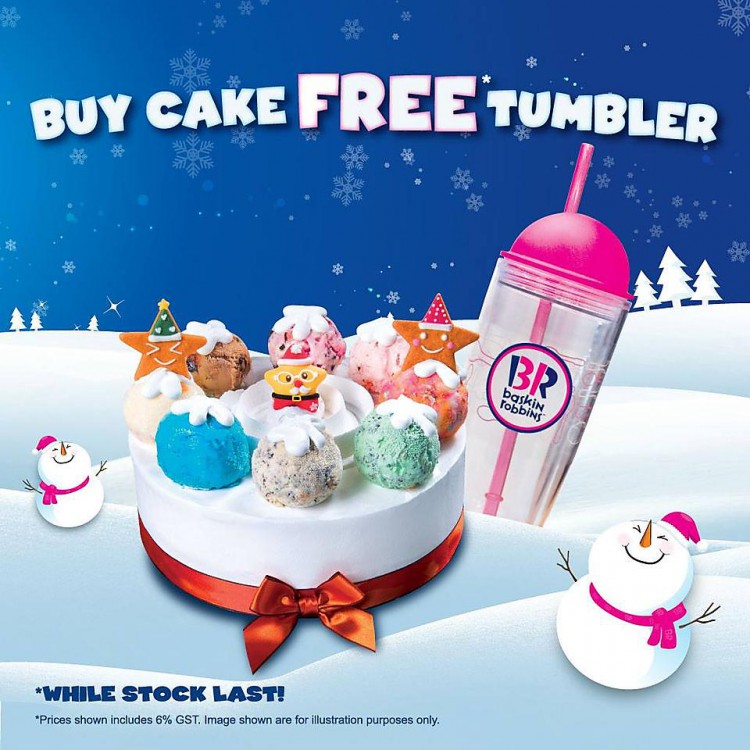 BUY CAKE FREE* TUMBLER
BR
baskin
robbins
*WHILE STOCK LAST!
*Prices shown includes 6% GST. Image shown are for illustration purposes only.